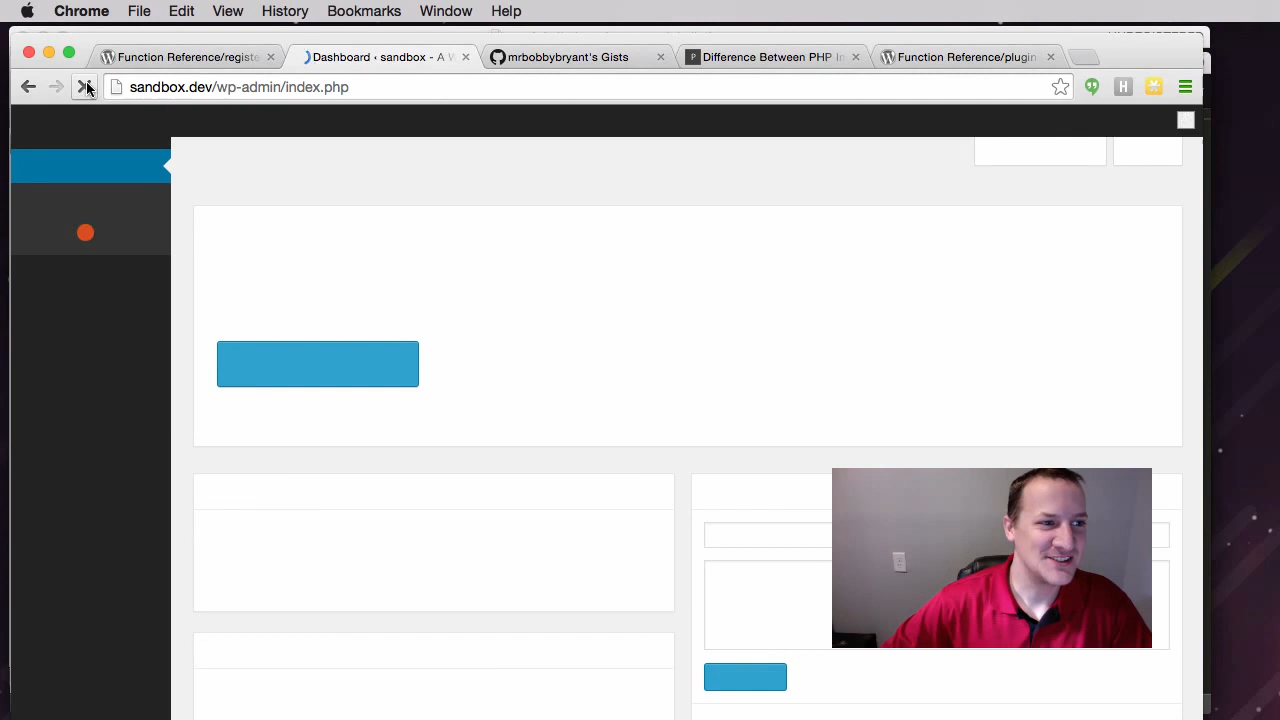 Chrome File Edit View History Bookmarks Window Help
Function Reference/registe
Dashboard ‹ sandbox - A W
mrbobbybryant's Gists
P
Difference Between PHP In
Function Reference/plugin
sandbox.dev/wp-admin/index.php
H